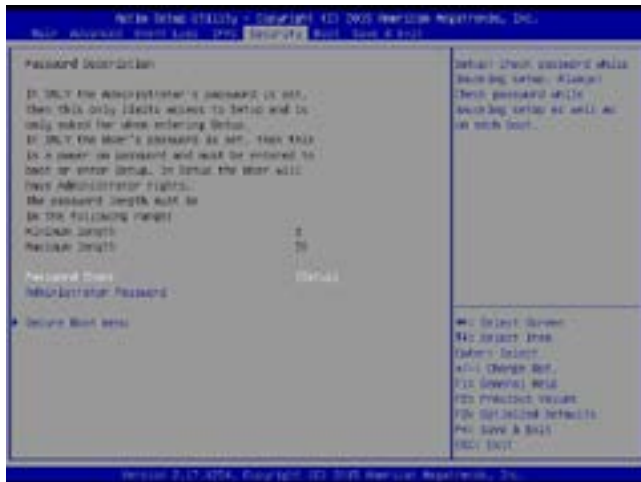 Aptio Setup Utility - Copyright (C) 2015 American Megatrends, Inc.
Main Advanced Event Logs IPMI Security Boot Save & Exit
Password Description
If ONLY the Administrator's password is set,
then this only limits access to Setup and is
only asked for when entering Setup.
If ONLY the User's password is set, then this
is a power on password and must be entered to
boot or enter Setup. In Setup the User will
have Administrator rights.
The password length must be
in the following range:
Minimum length
Maximum length
Password Check [Setup]
Administrator Password
Secure Boot menu
Setup: Check password while
invoking setup. Always:
Check password while
invoking setup as well as
on each boot.
: Select Screen
: Select Item
Enter: Select
+/-: Change Opt.
F1: General Help
F2: Previous Values
F3: Optimized Defaults
F4: Save & Exit
ESC: Exit
Version 2.17.1254. Copyright (C) 2015 American Megatrends, Inc.